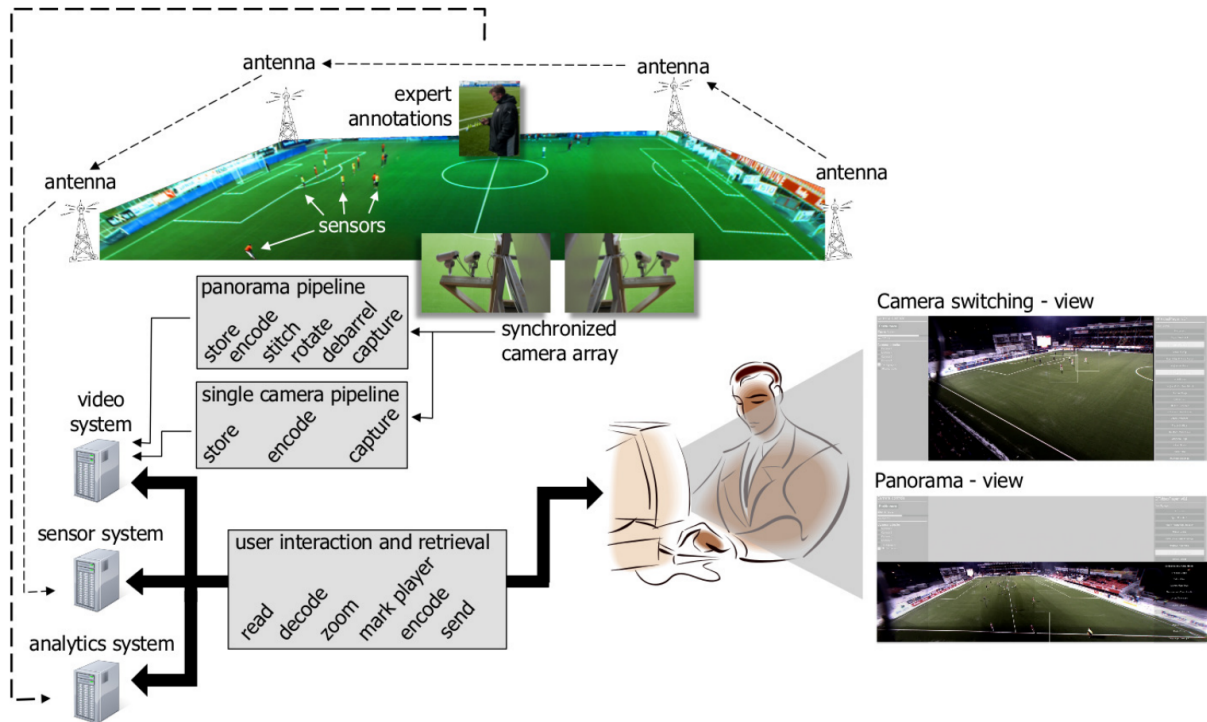 antenna
antenna
expert
annotations
antenna
antenna
sensors
panorama pipeline
store
encode
stitch
rotate
debarrel
capture
synchronized
camera array
Camera switching - view
single camera pipeline
store
encode
capture
video
system
Panorama - view
sensor system
user interaction and retrieval
read
decode
zoom
mark player
encode
send
analytics system